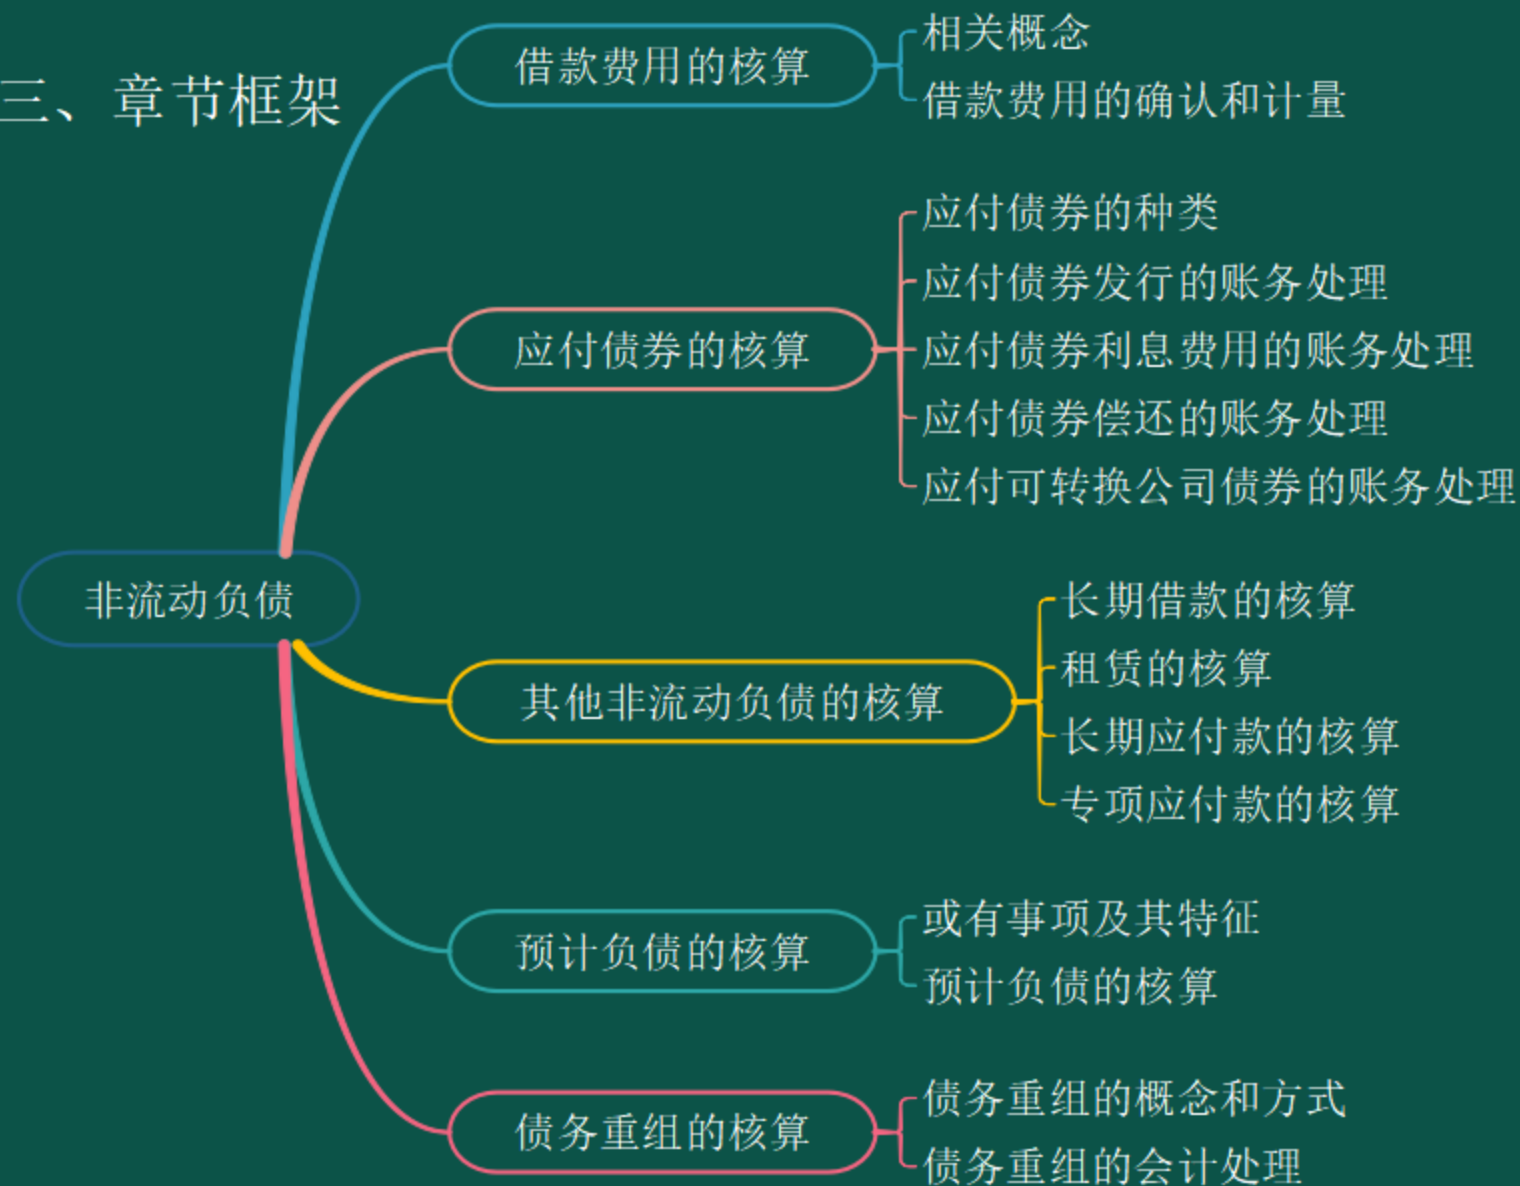 三、章节框架
非流动负债
借款费用的核算
相关概念
借款费用的确认和计量
应付债券的核算
应付债券的种类
应付债券发行的账务处理
应付债券利息费用的账务处理
应付债券偿还的账务处理
应付可转换公司债券的账务处理
其他非流动负债的核算
长期借款的核算
租赁的核算
长期应付款的核算
专项应付款的核算
预计负债的核算
或有事项及其特征
预计负债的核算
债务重组的核算
债务重组的概念和方式
债务重组的会计处理